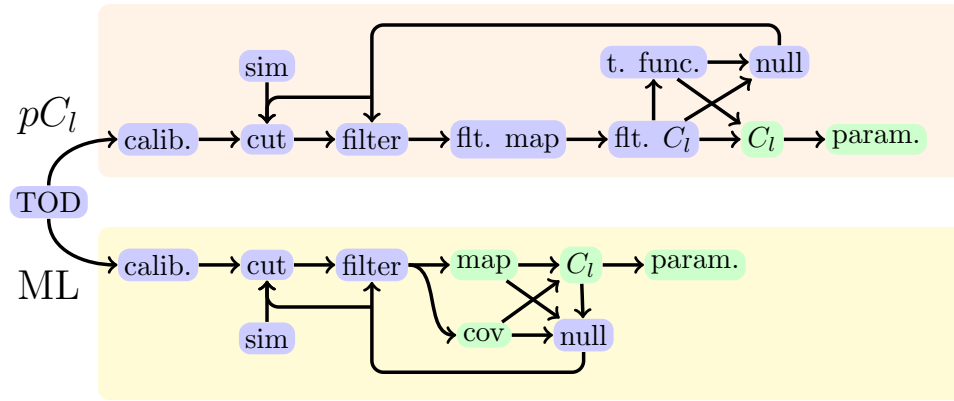 sim
t. func.
null
pC_l
calib.
cut
filter
flt. map
flt. C_l
C_l
param.
TOD
ML
calib.
cut
filter
map
C_l
param.
sim
cov
null